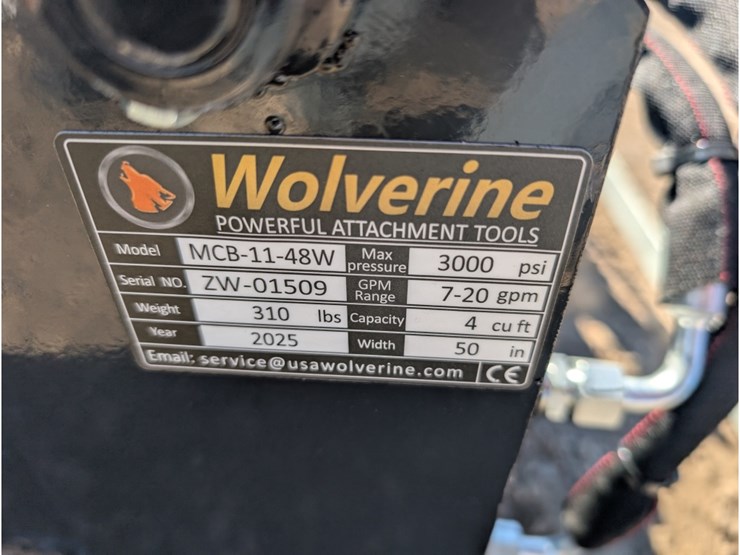 Wolverine
POWERFUL ATTACHMENT TOOLS
Model MCB-11-48W Max pressure 3000 psi
Serial NO. ZW-01509 GPM Range 7-20 gpm
Weight 310 lbs Capacity 4 cu ft
Year 2025 Width 50 in
Email: service@usawolverine.com CE